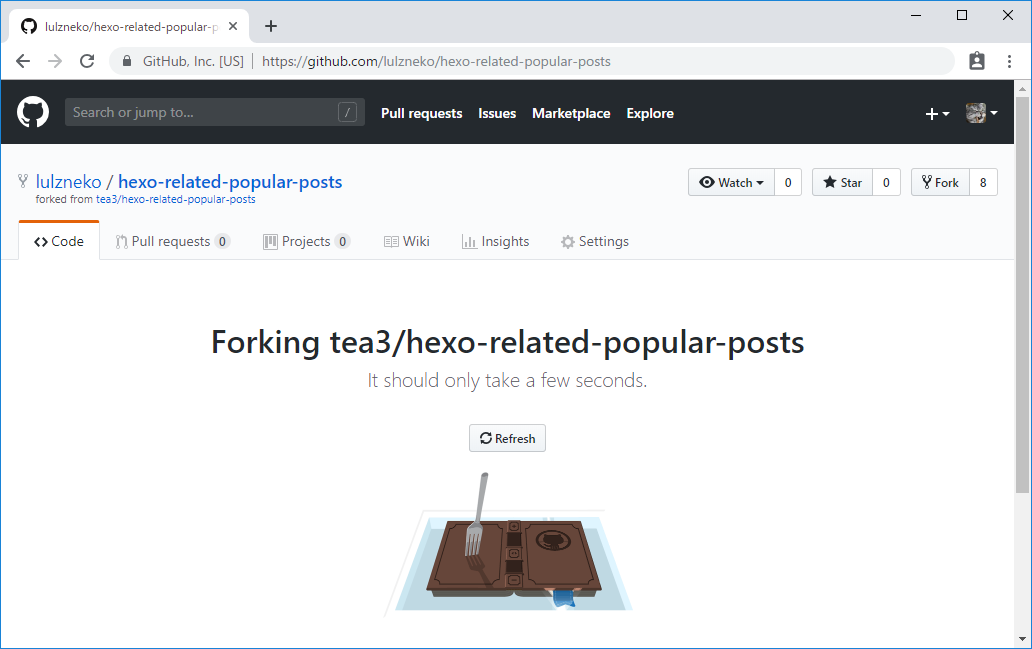 lulzneko/hexo-related-popular-p
GitHub, Inc. [US] | https://github.com/lulzneko/hexo-related-popular-posts
Search or jump to... / Pull requests Issues Marketplace Explore
lulzneko / hexo-related-popular-posts Watch 0 Star 0 Fork 8
forked from tea3/hexo-related-popular-posts
Code Pull requests 0 Projects 0 Wiki Insights Settings
Forking tea3/hexo-related-popular-posts
It should only take a few seconds.
Refresh